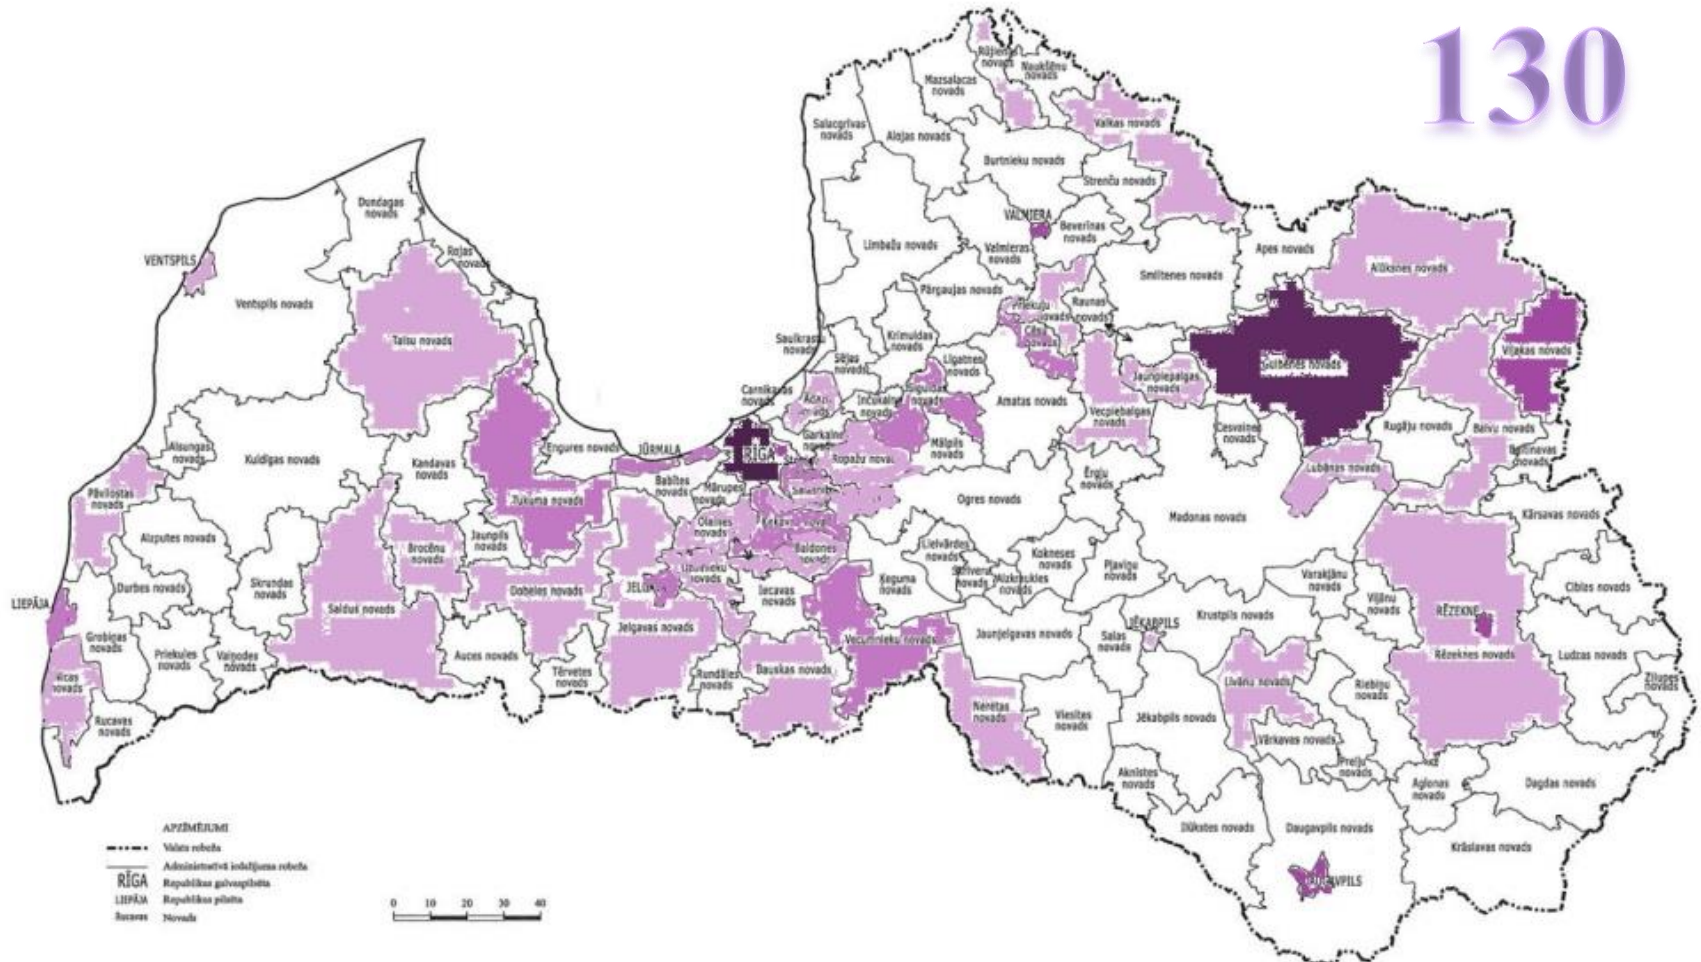 130
Rūjienas
novads
Naukšēnu
novads
Mazsalacas
novads
Salacgrīvas
novads
Alojas novads
Valkas novads
Burtnieku novads
Strenču novads
Dundagas
novads
VALMIERA
Beverīnas
novads
Limbažu novads
Valmieras
novads
Apes novads
Rojas
novads
VENTSPILS
Smiltenes novads
Alūksnes novads
Ventspils novads
Pārgaujas novads
Priekuļu
novads
Raunas
novads
Talsu novads
Saulkrastu
novads
Krimuldas
novads
Cēsu
novads
Sējas
novads
Līgatnes
novads
Gulbenes novads
Viļakas novads
Jaunpiebalgas
novads
Carnikavas
novads
Inčukalna
novads
Siguldas
novads
Amatas novads
Vecpiebalgas
novads
Alsungas
novads
Kuldīgas novads
Kandavas
novads
Engures novads
JŪRMALA
RĪGA
Garkalnes
Ropažu novads
Mālpils
novads
Cesvaines
novads
Rugāju novads
Balvu novads
Baltinavas
novads
Lubānas novads
Ērgļu
novads
Pāvilostas
novads
Tukuma novads
Babītes
novads
Mārupes
novads
Ogres novads
Madonas novads
Kārsavas novads
Aizputes novads
Brocēnu
novads
Jaunpils
novads
Olaines
novads
Ķekavas novads
Baldones
novads
Lielvārdes
novads
Kokneses
novads
Pļaviņu
novads
Durbes novads
Skrundas
novads
Dobeles novads
Ozolnieku
novads
Iecavas
novads
Ķeguma
novads
Skrīveru
novads
Aizkraukles
novads
Varakļānu
novads
Viļānu
novads
Ciblas novads
LIEPĀJA
Saldus novads
Jelgavas novads
RĒZEKNE
Krustpils novads
JĒKABPILS
Grobiņas
novads
Priekules
novads
Vaiņodes
novads
Auces novads
Tērvetes
novads
Rundāles
novads
Bauskas novads
Vecumnieku novads
Jaunjelgavas novads
Salas
novads
Rēzeknes novads
Ludzas novads
Zilupes
novads
Nīcas
novads
Rucavas
novads
Neretas
novads
Viesītes
novads
Jēkabpils novads
Līvānu novads
Riebiņu
novads
Vārkavas novads
Preiļu
novads
Aknīstes
novads
Aglonas
novads
Dagdas novads
Ilūkstes novads
Daugavpils novads
Krāslavas novads
DAUGAVPILS
APZĪMĒJUMI
Valsts robeža
Administratīvā iedalījuma robeža
RĪGA Republikas galvaspilsēta
LIEPĀJA Republikas pilsēta
Rucavas Novads
0 10 20 30 40